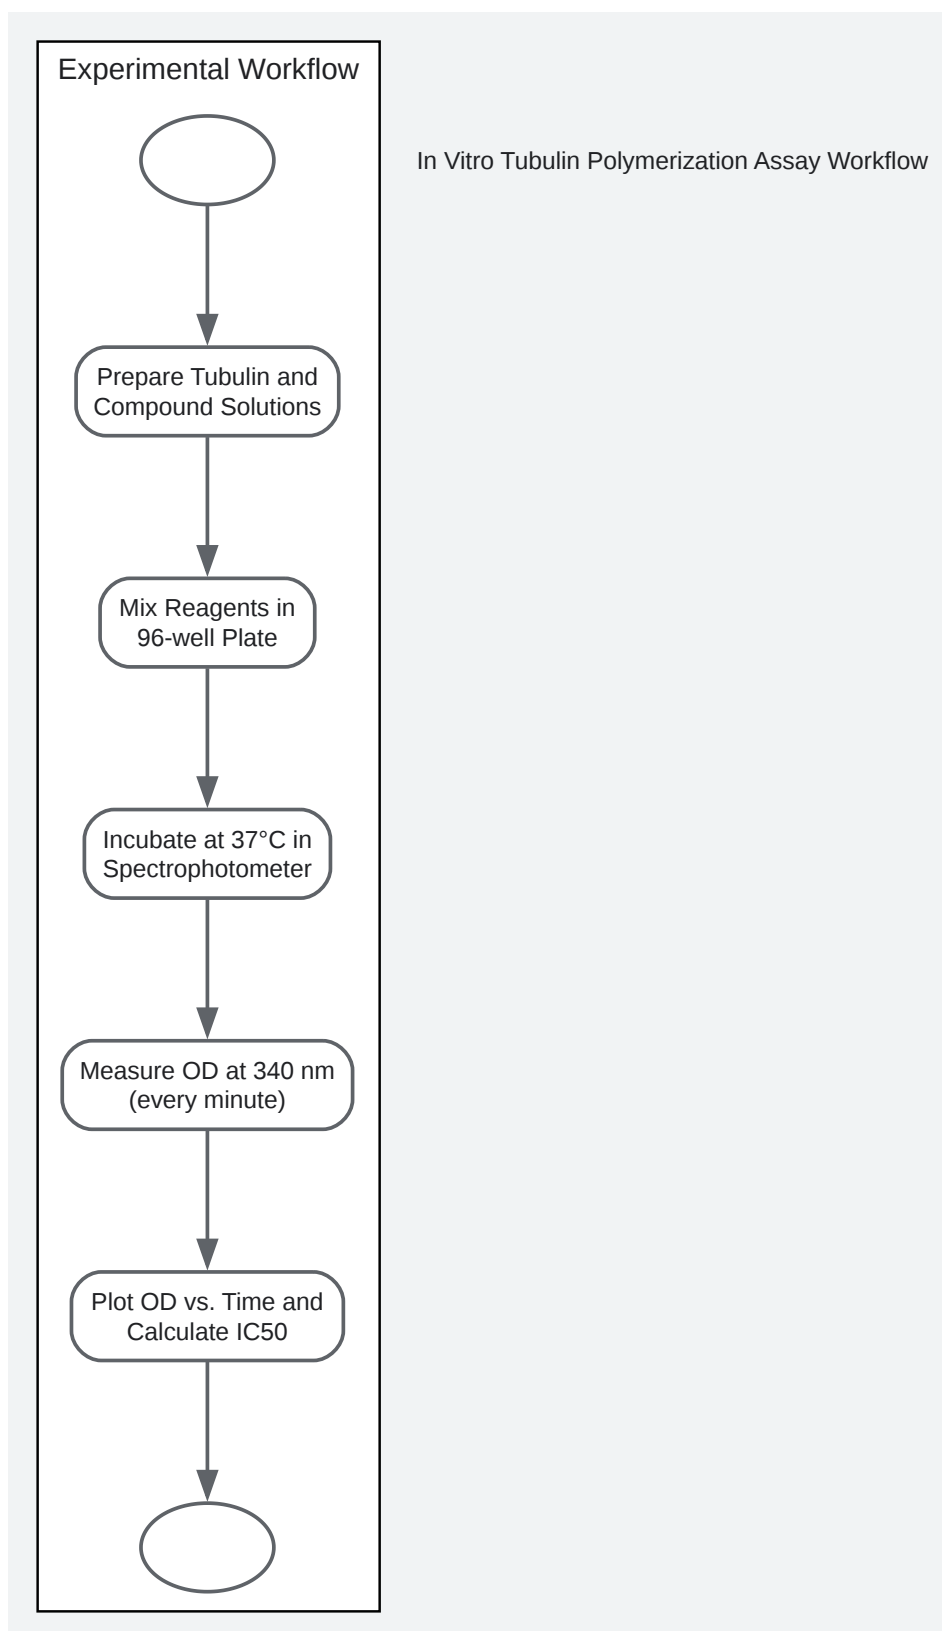 Experimental Workflow
In Vitro Tubulin Polymerization Assay Workflow
Prepare Tubulin and
Compound Solutions
Mix Reagents in
96-well Plate
Incubate at 37°C in
Spectrophotometer
Measure OD at 340 nm
(every minute)
Plot OD vs. Time and
Calculate IC50